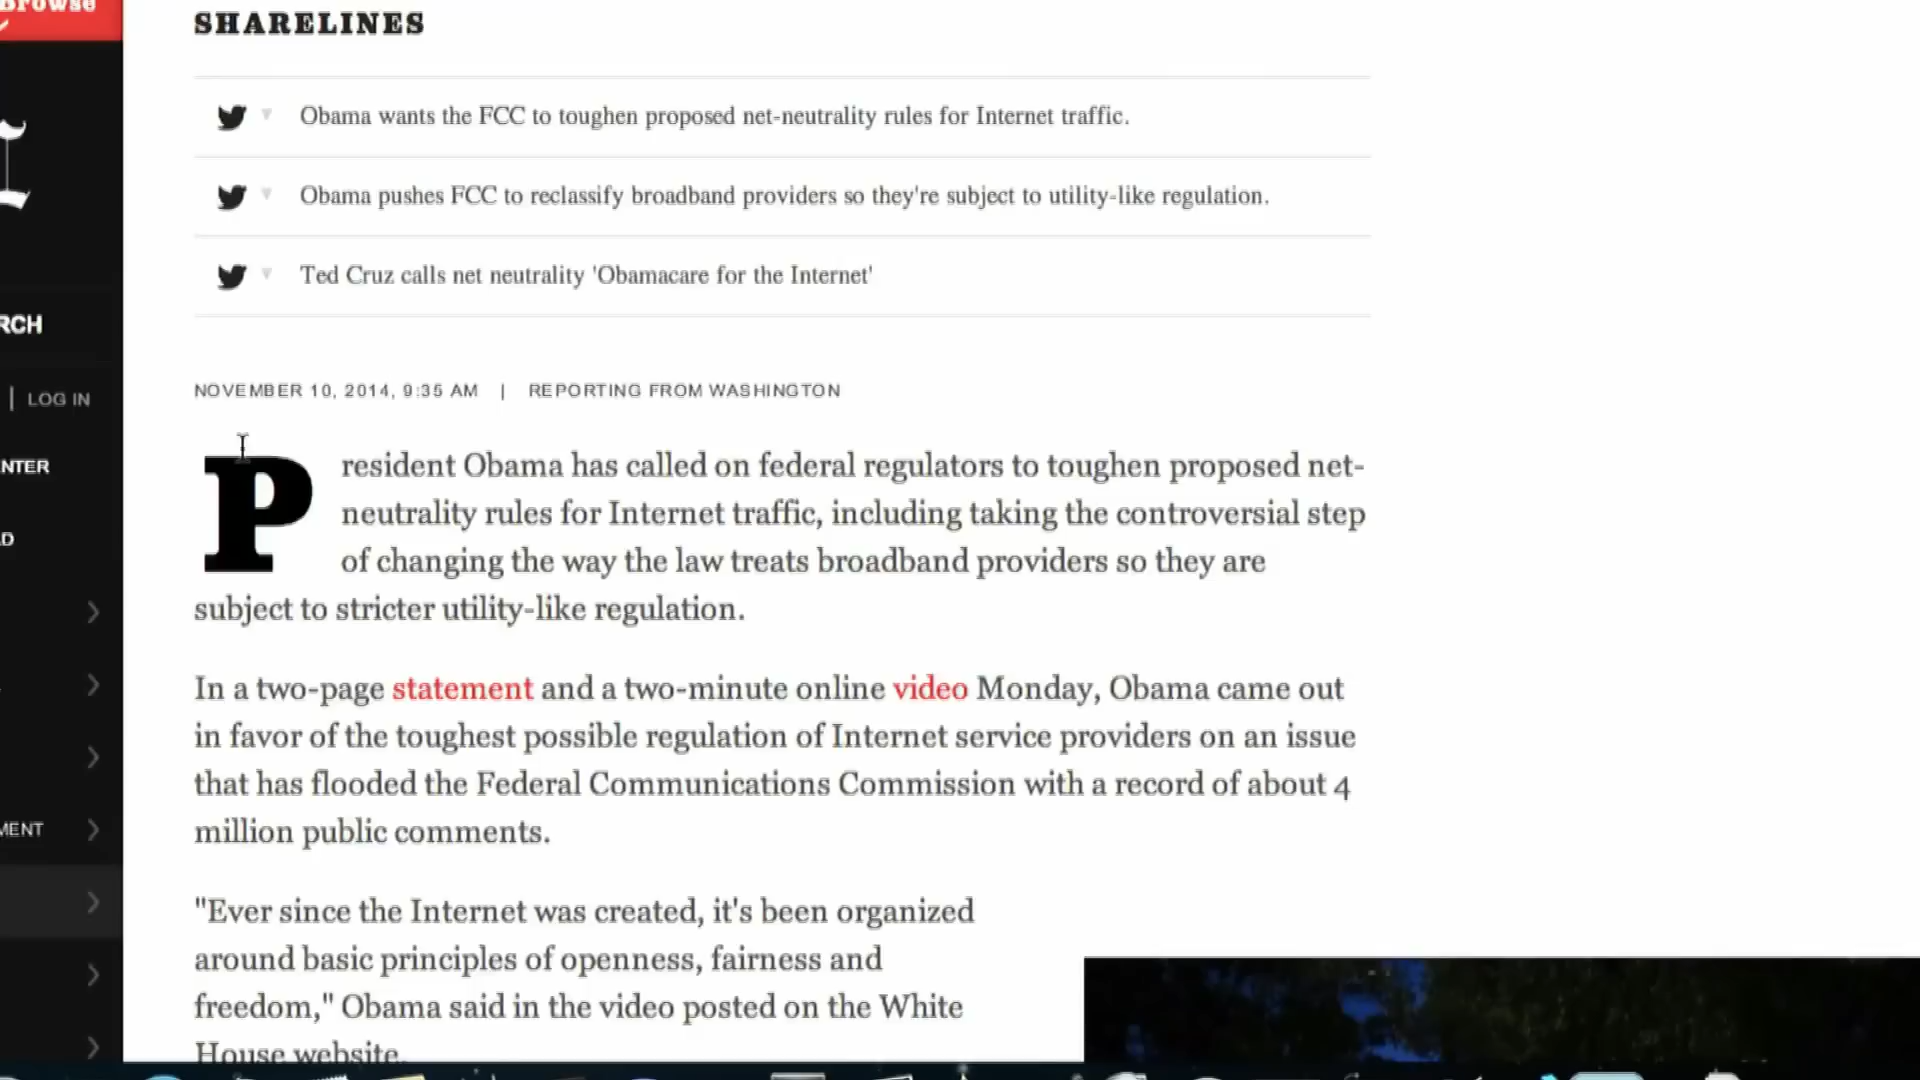 Browse
SHARELINES
Obama wants the FCC to toughen proposed net-neutrality rules for Internet traffic.
Obama pushes FCC to reclassify broadband providers so they're subject to utility-like regulation.
Ted Cruz calls net neutrality 'Obamacare for the Internet'
RCH
| LOG IN
NTER
D
MENT
NOVEMBER 10, 2014, 9:35 AM | REPORTING FROM WASHINGTON
President Obama has called on federal regulators to toughen proposed net-
neutrality rules for Internet traffic, including taking the controversial step
of changing the way the law treats broadband providers so they are
subject to stricter utility-like regulation.
In a two-page statement and a two-minute online video Monday, Obama came out
in favor of the toughest possible regulation of Internet service providers on an issue
that has flooded the Federal Communications Commission with a record of about 4
million public comments.
"Ever since the Internet was created, it's been organized
around basic principles of openness, fairness and
freedom," Obama said in the video posted on the White
House website.